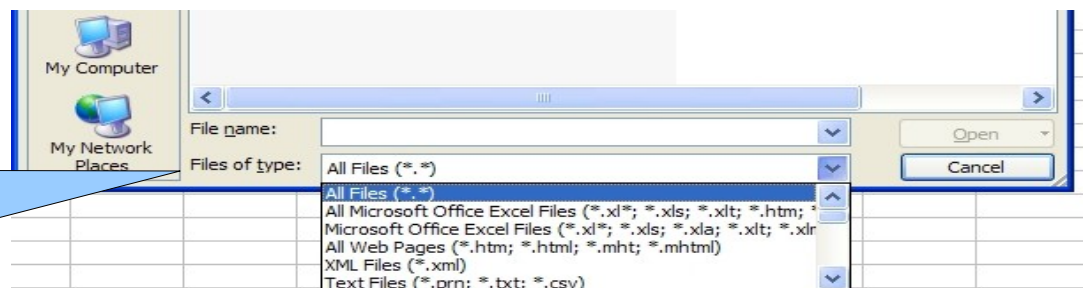 My Computer
My Network
Places
File name:
Open
Files of type:
All Files (*.*)
Cancel
All Files (*.*)
All Microsoft Office Excel Files (*.xl*; *.xls; *.xlt; *.htm; *
Microsoft Office Excel Files (*.xl*; *.xls; *.xla; *.xlt; *.xlm
All Web Pages (*.htm; *.html; *.mht; *.mhtml)
XML Files (*.xml)
Text Files (*.prn; *.txt; *.csv)